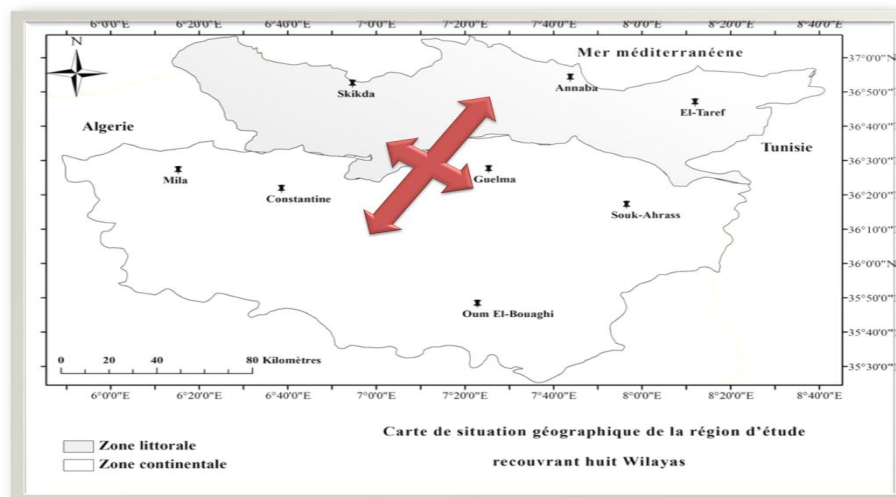 6°0'0"E 6°20'0"E 6°40'0"E 7°0'0"E 7°20'0"E 7°40'0"E 8°0'0"E 8°20'0"E 8°40'0"E
N
Mer méditerranéene
37°0'0"N
Skikda
Annaba
36°50'0"
El-Taref
Algerie
36°40'0"
Tunisie
36°30'0"
Mila
Guelma
Constantine
36°20'0"
Souk-Ahrass
36°10'0"
36°0'0"N
Oum El-Bouaghi
35°50'0"
35°40'0"
0 20 40 80 Kilomètres
35°30'0"
6°0'0"E 6°20'0"E 6°40'0"E 7°0'0"E 7°20'0"E 7°40'0"E 8°0'0"E 8°20'0"E 8°40'0"E
Zone littorale
Zone continentale
Carte de situation géographique de la région d'étude
recouvrant huit Wilayas